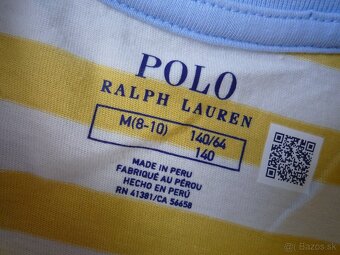 POLO
RALPH LAUREN
M(8-10) 140/64
140
MADE IN PERU
FABRIQUÉ AU PÉROU
HECHO EN PERÚ
RN 41381/CA 56658
Bazos.sk